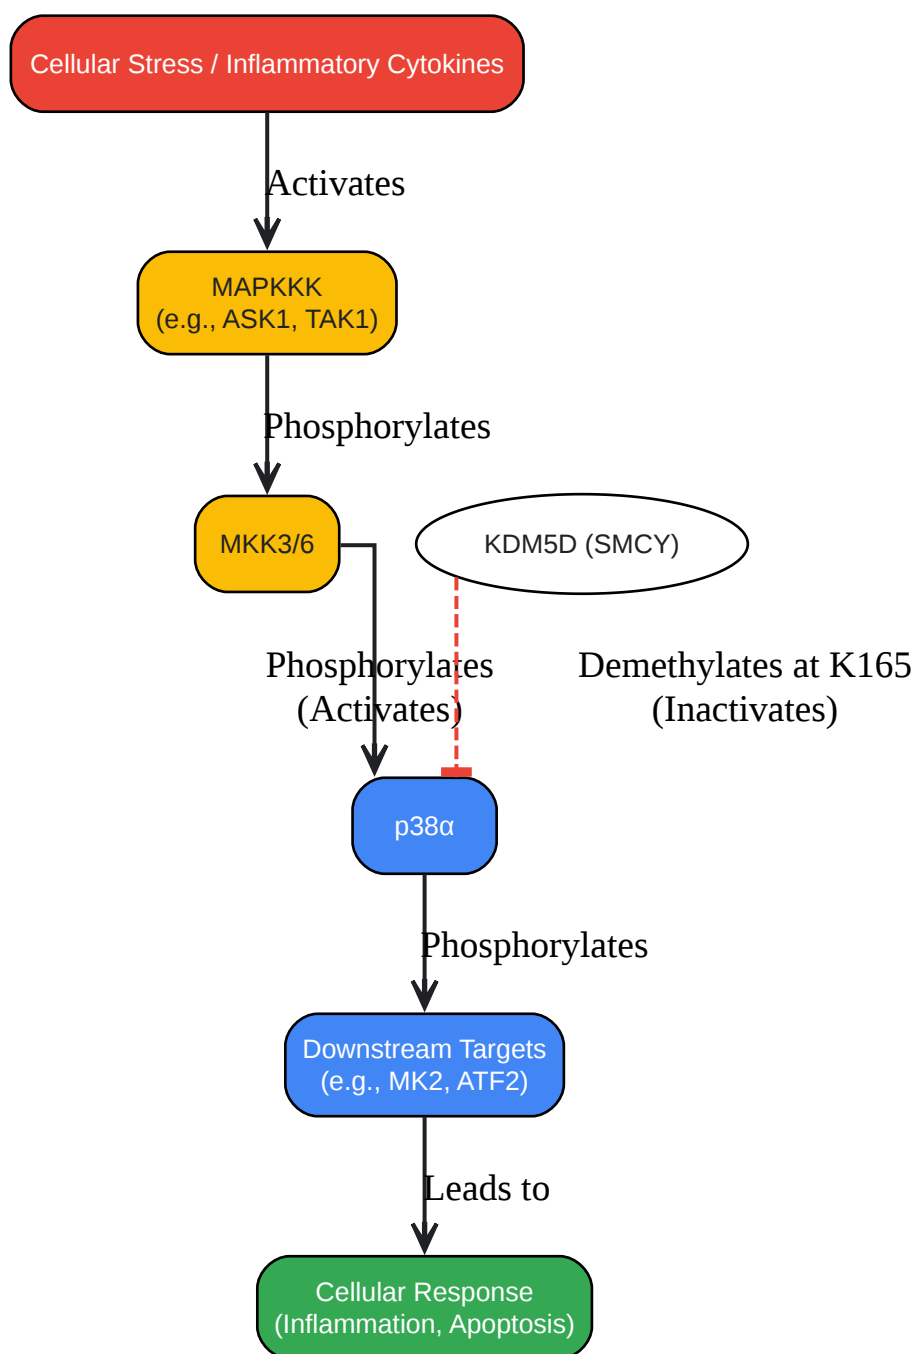 Cellular Stress / Inflammatory Cytokines
Activates
MAPKKK
(e.g., ASK1, TAK1)
Phosphorylates
MKK3/6
KDM5D (SMCY)
Phosphorylates
(Activates)
Demethylates at K165
(Inactivates)
p38α
Phosphorylates
Downstream Targets
(e.g., MK2, ATF2)
Leads to
Cellular Response
(Inflammation, Apoptosis)